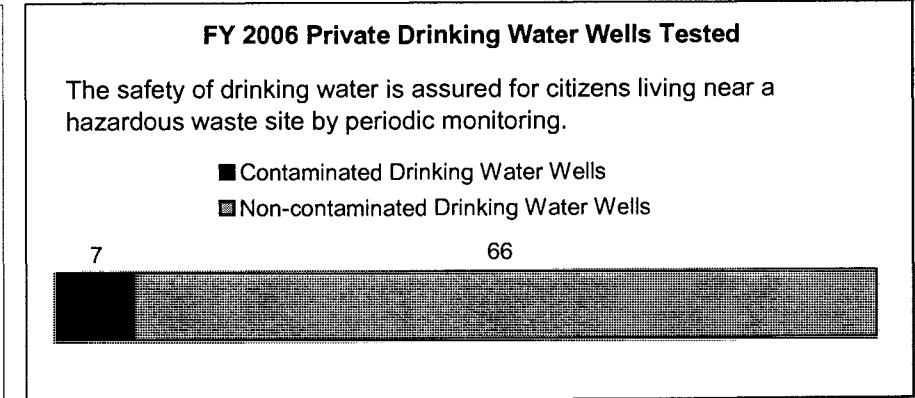 FY 2006 Private Drinking Water Wells Tested
The safety of drinking water is assured for citizens living near a
hazardous waste site by periodic monitoring.
Contaminated Drinking Water Wells
Non-contaminated Drinking Water Wells
7 66